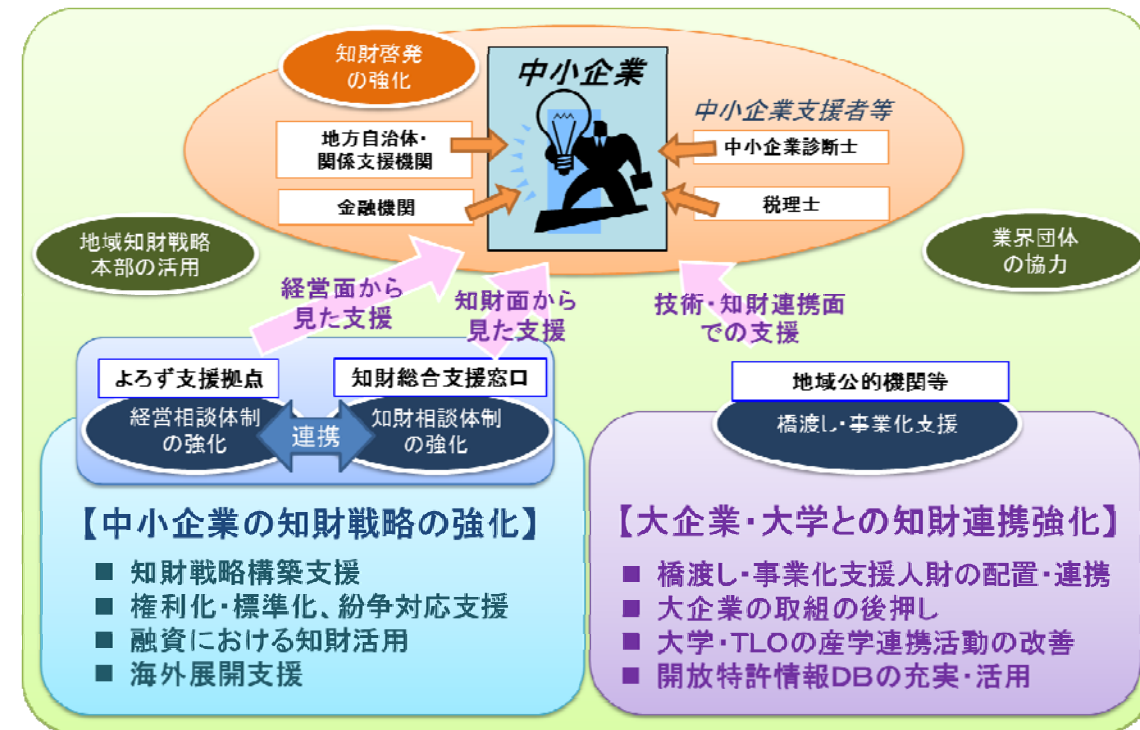 知財啓発
の強化
中小企業
中小企業支援者等
地方自治体・
関係支援機関
中小企業診断士
金融機関
税理士
地域知財戦略
本部の活用
業界団体
の協力
経営面から
見た支援
知財面から
見た支援
技術・知財連携面
での支援
よろず支援拠点
知財総合支援窓口
地域公的機関等
経営相談体制
の強化
連携
知財相談体制
の強化
橋渡し・事業化支援
【中小企業の知財戦略の強化】
■ 知財戦略構築支援
■ 権利化・標準化、紛争対応支援
■ 融資における知財活用
■ 海外展開支援
【大企業・大学との知財連携強化】
■ 橋渡し・事業化支援人財の配置・連携
■ 大企業の取組の後押し
■ 大学・TLOの産学連携活動の改善
■ 開放特許情報DBの充実・活用